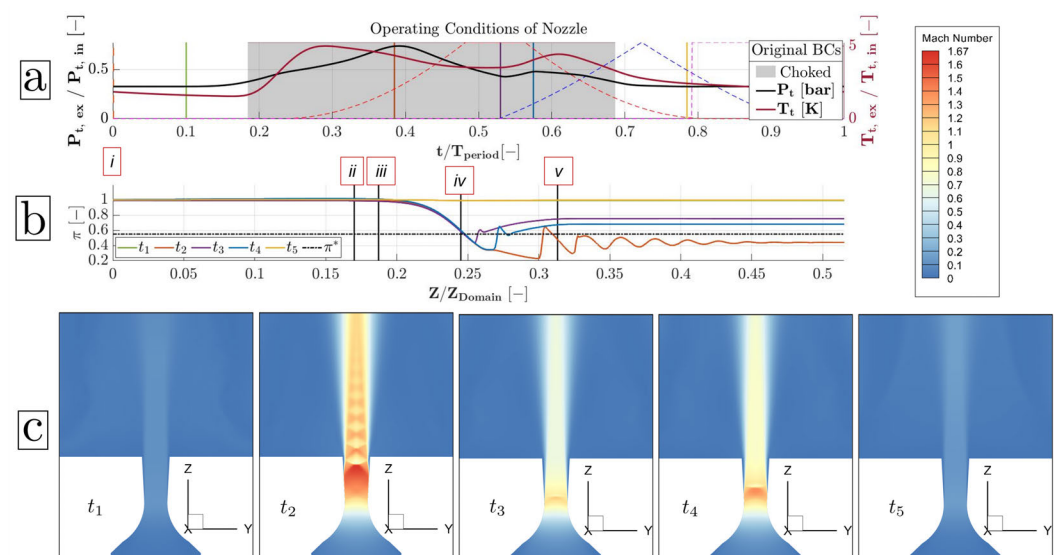 Operating Conditions of Nozzle
a
P_t, ex / P_t, in [−]
0.5
0
Original BCs
Choked
P_t [bar]
T_t [K]
5
2
0
T_t, ex / T_t, in [−]
0 0.1 0.2 0.3 0.4 0.5 0.6 0.7 0.8 0.9 1
t/T_period[−]
i ii iii iv v
b
π [−]
1
0.8
0.6
0.4
0.2
t_1 t_2 t_3 t_4 t_5 π*
0 0.05 0.1 0.15 0.2 0.25 0.3 0.35 0.4 0.45 0.5
Z/Z_Domain [−]
Mach Number
1.67
1.6
1.5
1.4
1.3
1.2
1.1
1
0.9
0.8
0.7
0.6
0.5
0.4
0.3
0.2
0.1
0
c
t_1 Z X Y
t_2 Z X Y
t_3 Z X Y
t_4 Z X Y
t_5 Z X Y